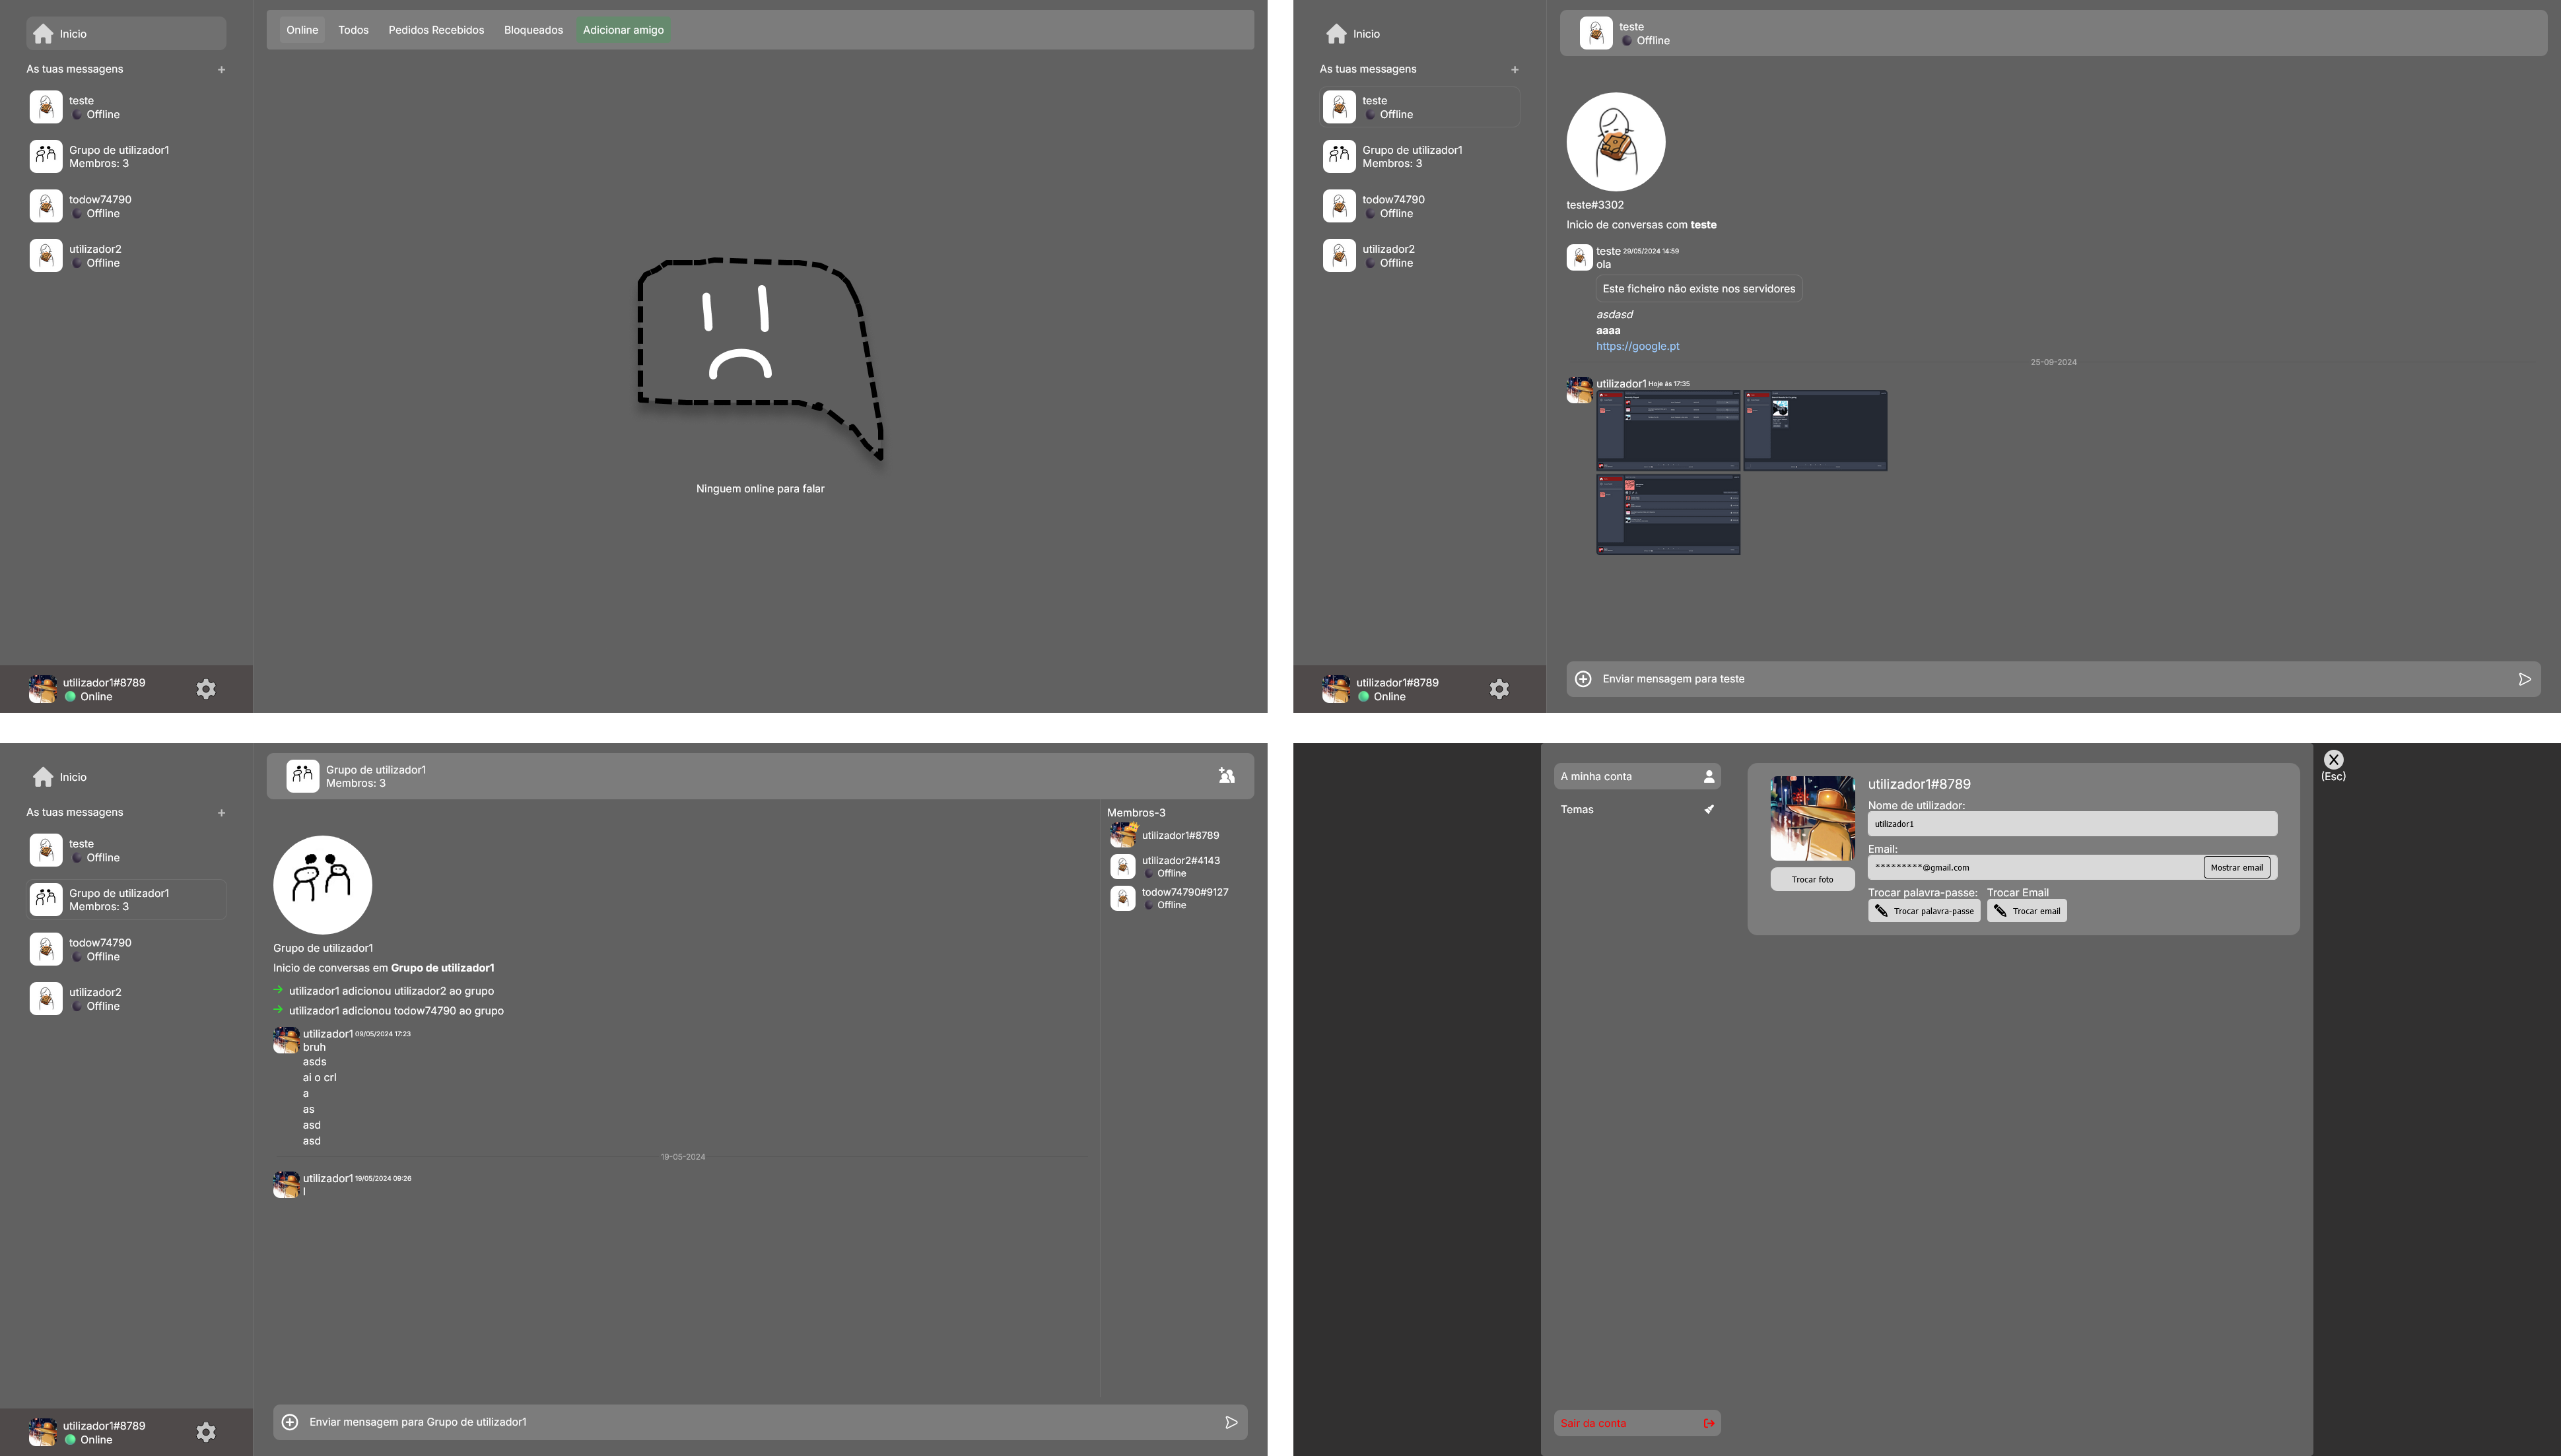 Inicio
As tuas messagens +
teste
Offline
Grupo de utilizador1
Membros: 3
todow74790
Offline
utilizador2
Offline
utilizador1#8789
Online
Online Todos Pedidos Recebidos Bloqueados Adicionar amigo
Ninguem online para falar
Inicio
As tuas messagens +
teste
Offline
Grupo de utilizador1
Membros: 3
todow74790
Offline
utilizador2
Offline
utilizador1#8789
Online
teste
Offline
teste#3302
Inicio de conversas com teste
teste 29/05/2024 14:59
ola
Este ficheiro não existe nos servidores
asdasd
aaaa
https://google.pt
25-09-2024
utilizador1 Hoje ás 17:35
Enviar mensagem para teste
Inicio
As tuas messagens +
teste
Offline
Grupo de utilizador1
Membros: 3
todow74790
Offline
utilizador2
Offline
utilizador1#8789
Online
Grupo de utilizador1
Membros: 3
Grupo de utilizador1
Inicio de conversas em Grupo de utilizador1
utilizador1 adicionou utilizador2 ao grupo
utilizador1 adicionou todow74790 ao grupo
utilizador1 09/05/2024 17:23
bruh
asds
ai o crl
a
as
asd
asd
19-05-2024
utilizador1 19/05/2024 09:26
l
Enviar mensagem para Grupo de utilizador1
Membros-3
utilizador1#8789
utilizador2#4143
Offline
todow74790#9127
Offline
A minha conta
Temas
Sair da conta
Trocar foto
utilizador1#8789
Nome de utilizador:
utilizador1
Email:
*********@gmail.com Mostrar email
Trocar palavra-passe: Trocar Email
Trocar palavra-passe Trocar email
X
(Esc)